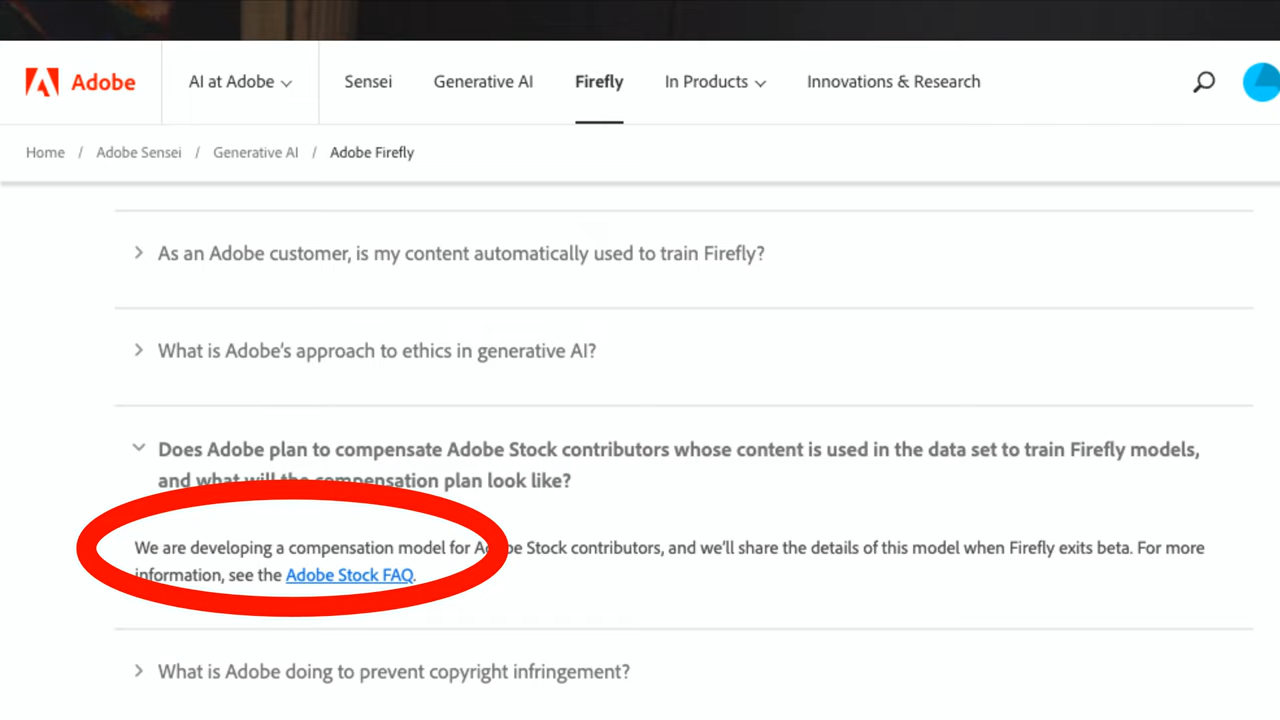 Adobe AI at Adobe Sensei Generative AI Firefly In Products Innovations & Research
Home / Adobe Sensei / Generative AI / Adobe Firefly
As an Adobe customer, is my content automatically used to train Firefly?
What is Adobe's approach to ethics in generative AI?
Does Adobe plan to compensate Adobe Stock contributors whose content is used in the data set to train Firefly models,
and what will the compensation plan look like?
We are developing a compensation model for Adobe Stock contributors, and we'll share the details of this model when Firefly exits beta. For more
information, see the Adobe Stock FAQ.
What is Adobe doing to prevent copyright infringement?